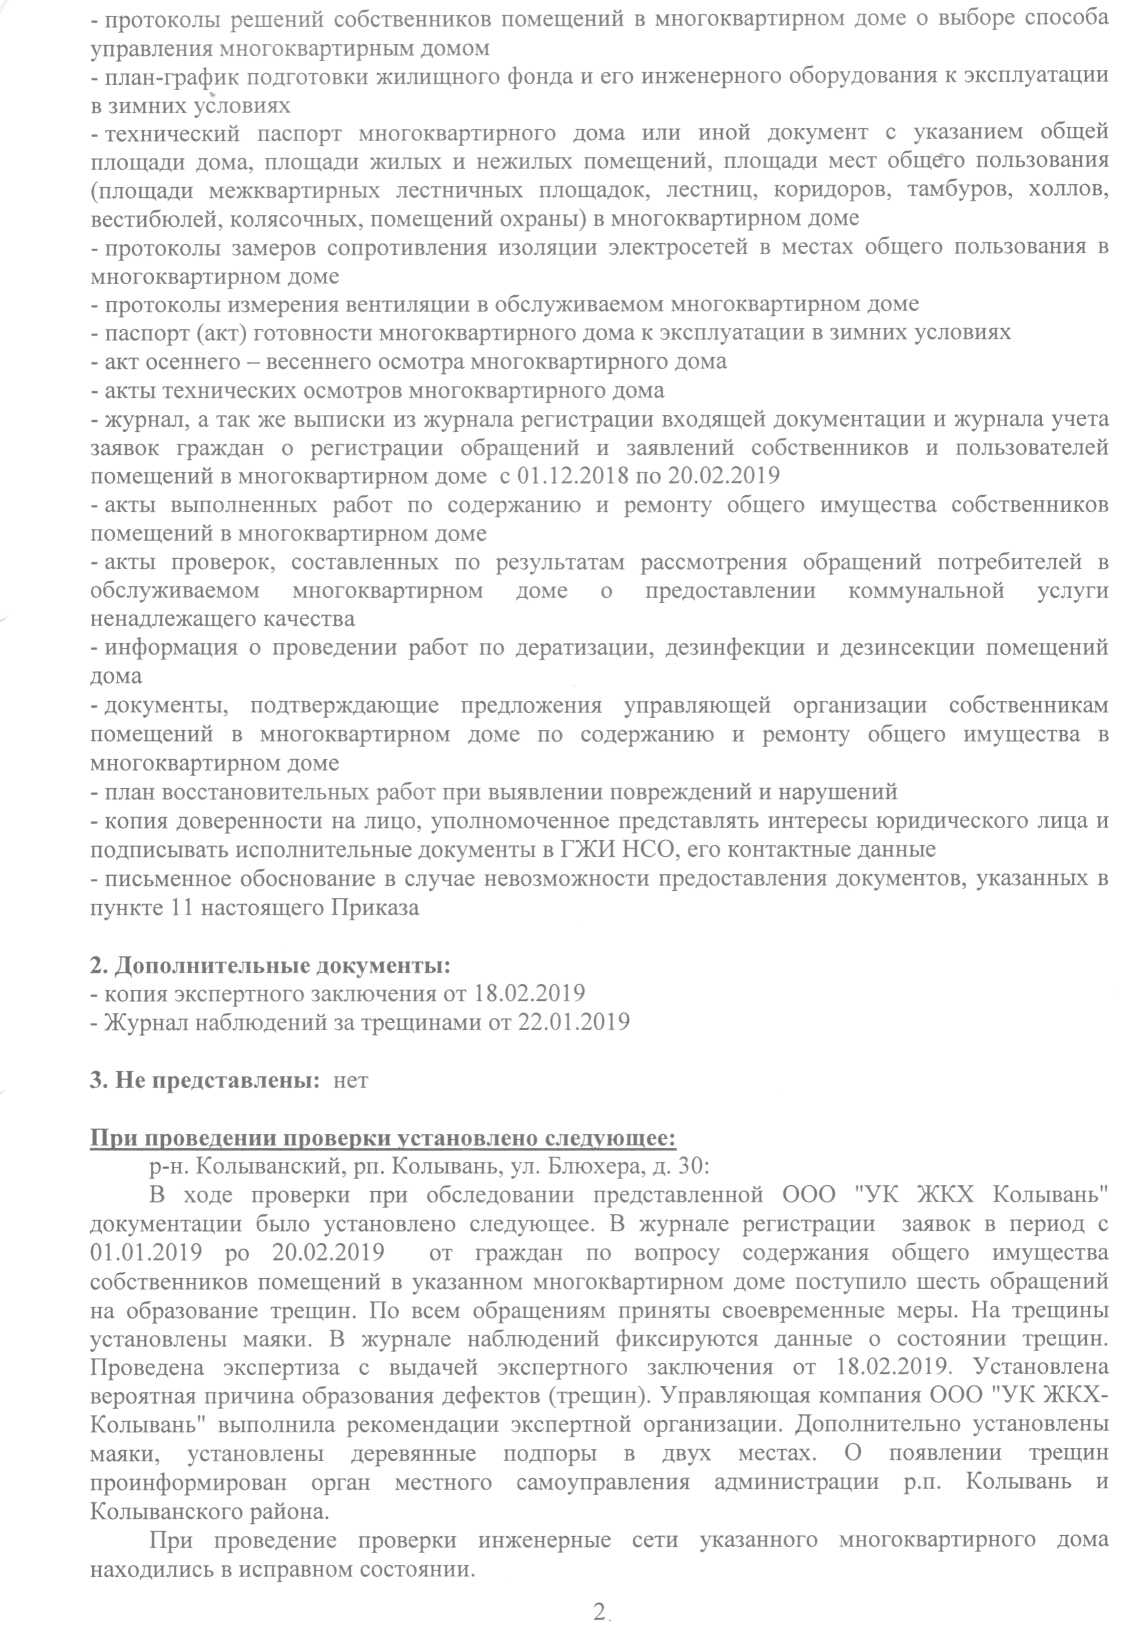 - протоколы решений собственников помещений в многоквартирном доме о выборе способа
управления многоквартирным домом
- план-график подготовки жилищного фонда и его инженерного оборудования к эксплуатации
в зимних условиях
- технический паспорт многоквартирного дома или иной документ с указанием общей
площади дома, площади жилых и нежилых помещений, площади мест общего пользования
(площади межквартирных лестничных площадок, лестниц, коридоров, тамбуров, холлов,
вестибюлей, колясочных, помещений охраны) в многоквартирном доме
- протоколы замеров сопротивления изоляции электросетей в местах общего пользования в
многоквартирном доме
- протоколы измерения вентиляции в обслуживаемом многоквартирном доме
- паспорт (акт) готовности многоквартирного дома к эксплуатации в зимних условиях
- акт осеннего – весеннего осмотра многоквартирного дома
- акты технических осмотров многоквартирного дома
- журнал, а так же выписки из журнала регистрации входящей документации и журнала учета
заявок граждан о регистрации обращений и заявлений собственников и пользователей
помещений в многоквартирном доме с 01.12.2018 по 20.02.2019
- акты выполненных работ по содержанию и ремонту общего имущества собственников
помещений в многоквартирном доме
- акты проверок, составленных по результатам рассмотрения обращений потребителей в
обслуживаемом многоквартирном доме о предоставлении коммунальной услуги
ненадлежащего качества
- информация о проведении работ по дератизации, дезинфекции и дезинсекции помещений
дома
- документы, подтверждающие предложения управляющей организации собственникам
помещений в многоквартирном доме по содержанию и ремонту общего имущества в
многоквартирном доме
- план восстановительных работ при выявлении повреждений и нарушений
- копия доверенности на лицо, уполномоченное представлять интересы юридического лица и
подписывать исполнительные документы в ГЖИ НСО, его контактные данные
- письменное обоснование в случае невозможности предоставления документов, указанных в
пункте 11 настоящего Приказа
2. Дополнительные документы:
- копия экспертного заключения от 18.02.2019
- Журнал наблюдений за трещинами от 22.01.2019
3. Не представлены: нет
При проведении проверки установлено следующее:
р-н. Колыванский, рп. Колывань, ул. Блюхера, д. 30:
В ходе проверки при обследовании представленной ООО "УК ЖКХ Колывань"
документации было установлено следующее. В журнале регистрации заявок в период с
01.01.2019 ро 20.02.2019 от граждан по вопросу содержания общего имущества
собственников помещений в указанном многоквартирном доме поступило шесть обращений
на образование трещин. По всем обращениям приняты своевременные меры. На трещины
установлены маяки. В журнале наблюдений фиксируются данные о состоянии трещин.
Проведена экспертиза с выдачей экспертного заключения от 18.02.2019. Установлена
вероятная причина образования дефектов (трещин). Управляющая компания ООО "УК ЖКХ-
Колывань" выполнила рекомендации экспертной организации. Дополнительно установлены
маяки, установлены деревянные подпоры в двух местах. О появлении трещин
проинформирован орган местного самоуправления администрации р.п. Колывань и
Колыванского района.
При проведение проверки инженерные сети указанного многоквартирного дома
находились в исправном состоянии.
2